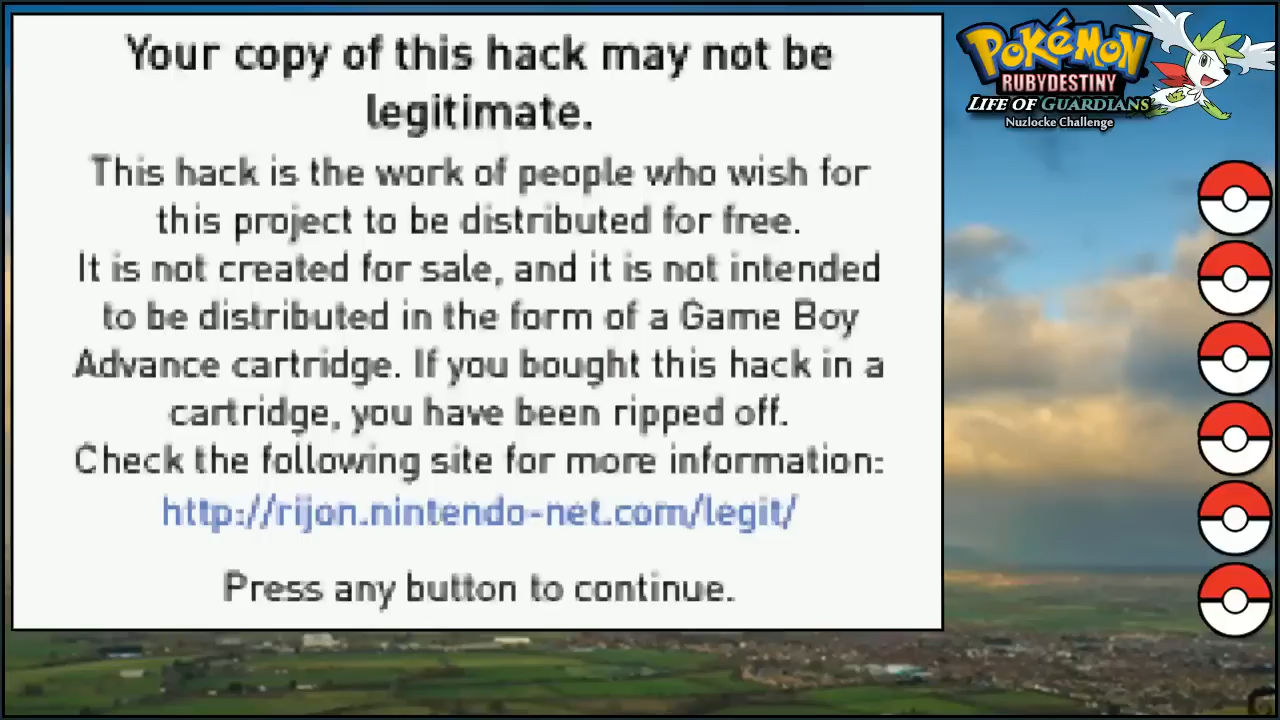 Your copy of this hack may not be
legitimate.
This hack is the work of people who wish for
this project to be distributed for free.
It is not created for sale, and it is not intended
to be distributed in the form of a Game Boy
Advance cartridge. If you bought this hack in a
cartridge, you have been ripped off.
Check the following site for more information:
http://rijon.nintendo-net.com/legit/
Press any button to continue.
POKéMON
RUBYDESTINY
LIFE OF GUARDIANS
Nuzlocke Challenge